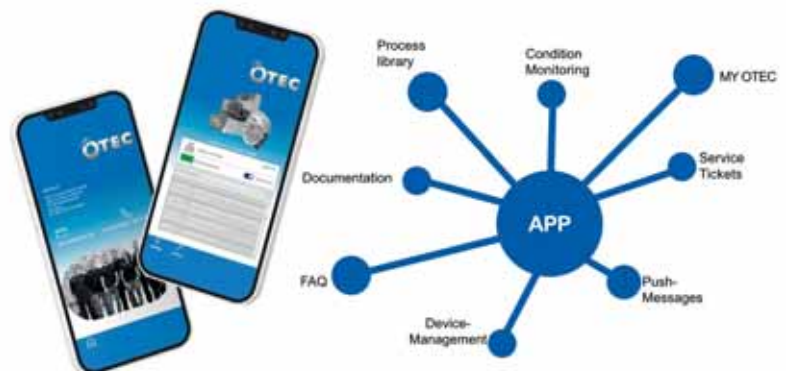 OTEC
OTEC
Process
library
Condition
Monitoring
MY OTEC
Documentation
Service
Tickets
APP
FAQ
Push-
Messages
Device-
Management